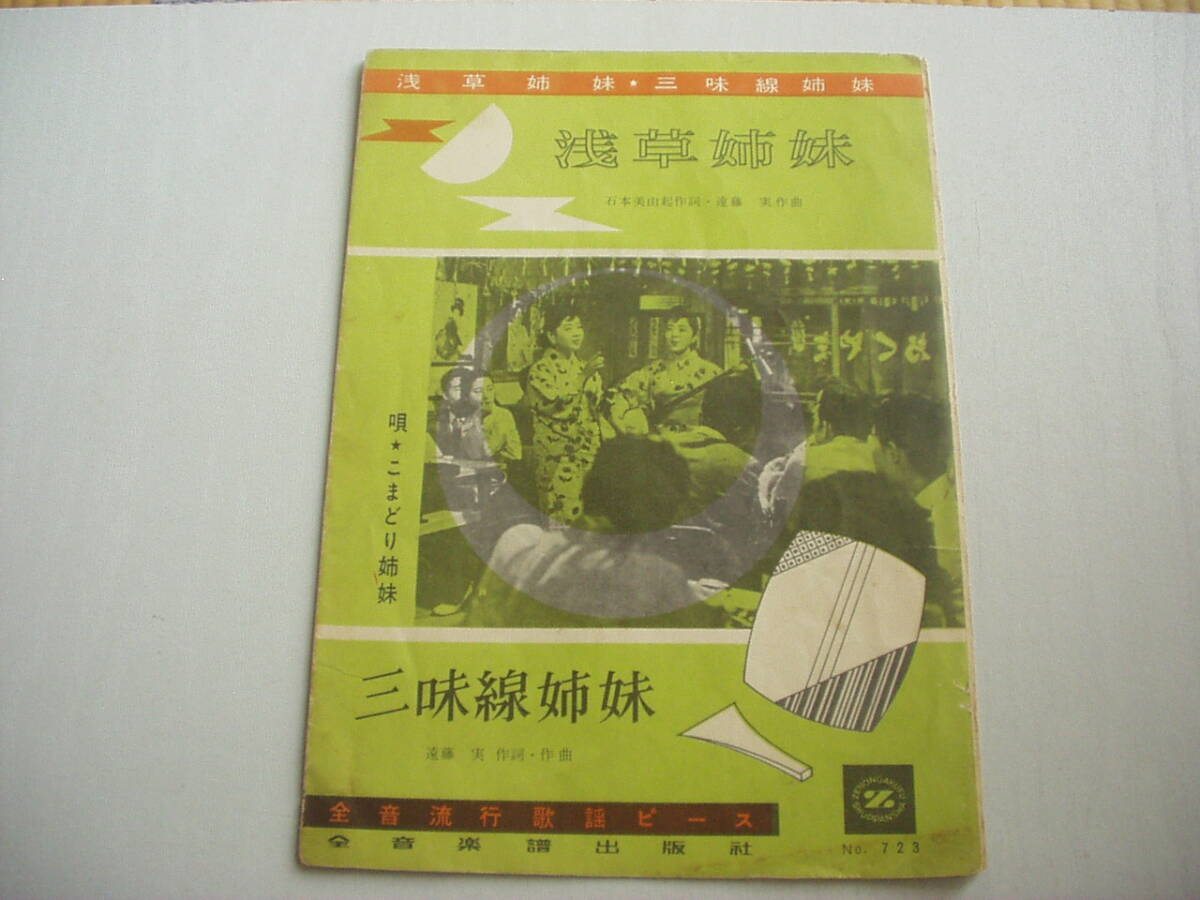 浅草姉妹★三味線姉妹
浅草姉妹
石本美由起作詞・遠藤 実作曲
唄★こまどり姉妹
三味線姉妹
遠藤 実 作詞・作曲
全音流行歌謡ピース
全音楽譜出版社
ZENONGAKUFU SHUPPANSHA
No. 723